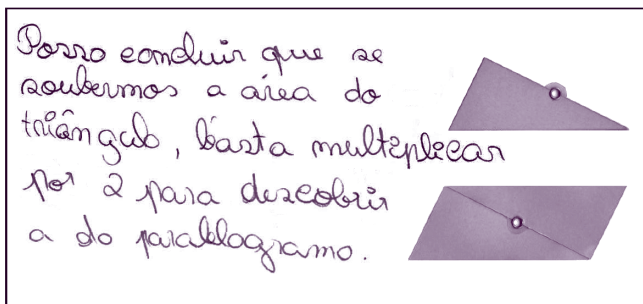 Posso concluir que se
soubermos a área do
triângulo, basta multiplicar
por 2 para descobrir
a do paralelogramo.